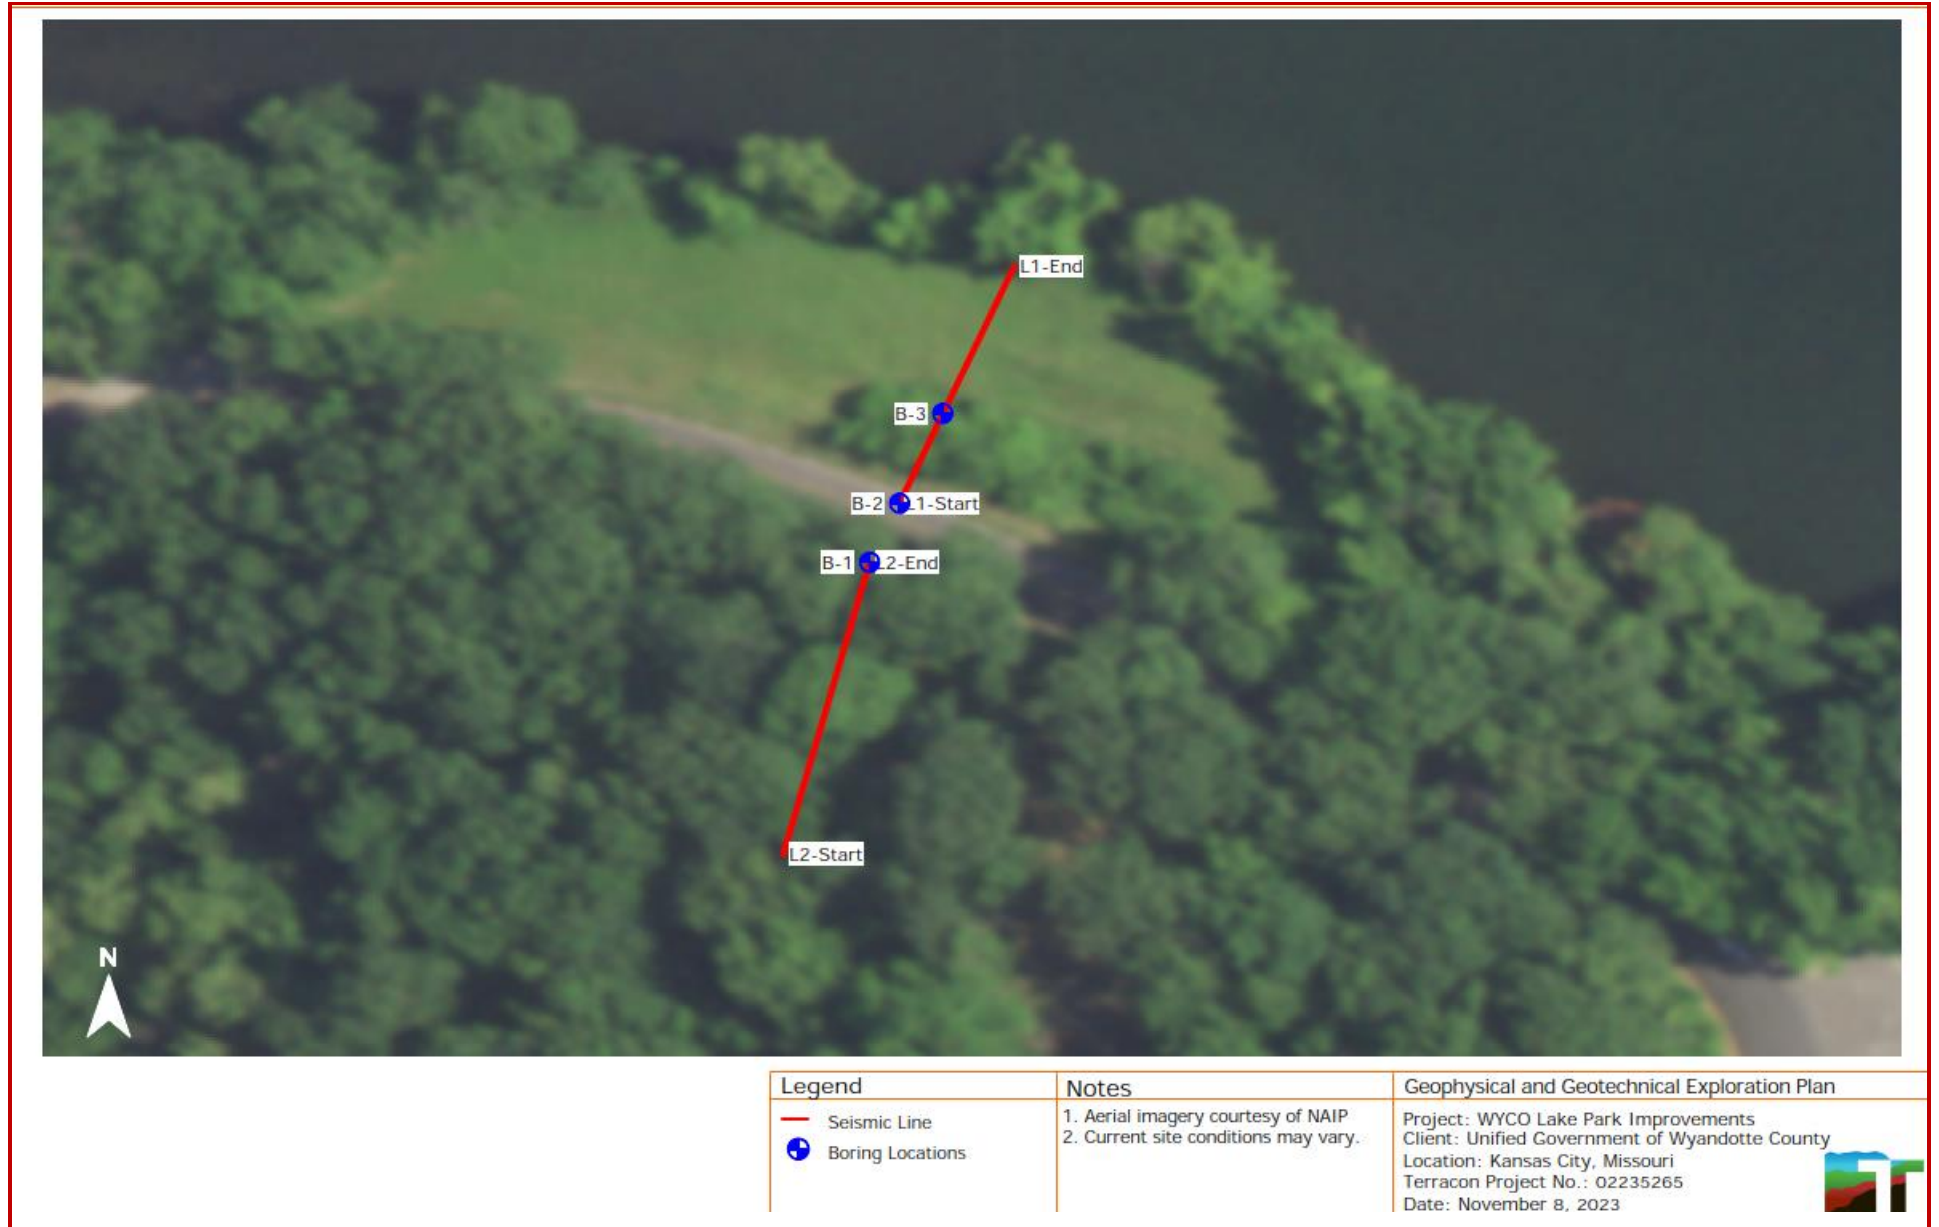 L1-End
B-3
B-2
L1-Start
B-1
L2-End
L2-Start
N
Legend
Seismic Line
Boring Locations
Notes
1. Aerial imagery courtesy of NAIP
2. Current site conditions may vary.
Geophysical and Geotechnical Exploration Plan
Project: WYCO Lake Park Improvements
Client: Unified Government of Wyandotte County
Location: Kansas City, Missouri
Terracon Project No.: 02235265
Date: November 8, 2023